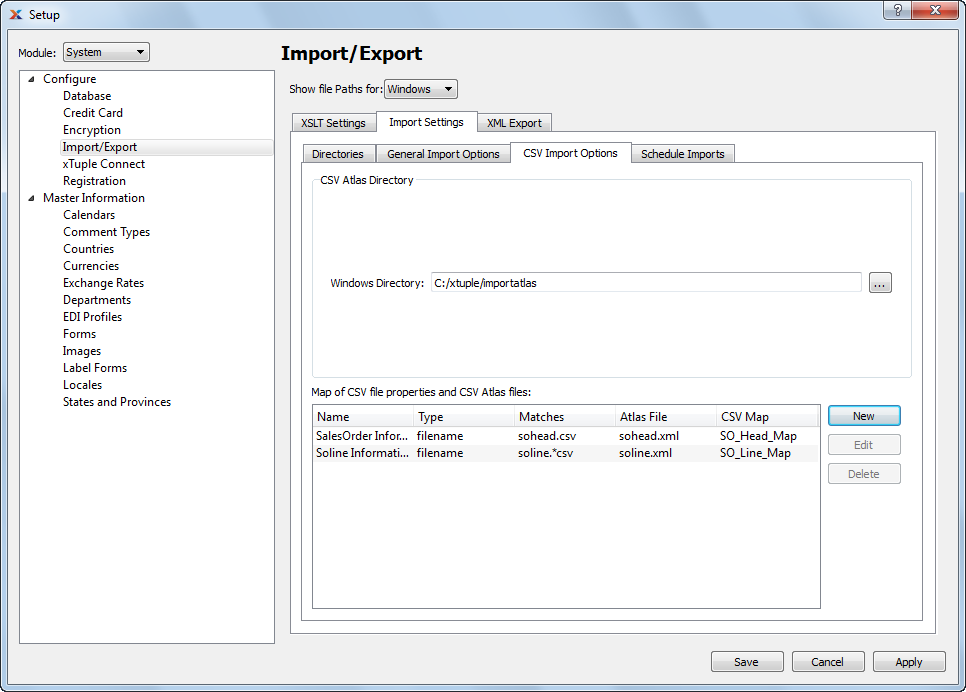 Setup
?
Module: System
Import/Export
Configure
Database
Credit Card
Encryption
Import/Export
xTuple Connect
Registration
Master Information
Calendars
Comment Types
Countries
Currencies
Exchange Rates
Departments
EDI Profiles
Forms
Images
Label Forms
Locales
States and Provinces
Show file Paths for: Windows
XSLT Settings Import Settings XML Export
Directories General Import Options CSV Import Options Schedule Imports
CSV Atlas Directory
Windows Directory: C:/xtuple/importatlas ...
Map of CSV file properties and CSV Atlas files:
Name Type Matches Atlas File CSV Map
SalesOrder Infor... filename sohead.csv sohead.xml SO_Head_Map
Soline Informati... filename soline.*csv soline.xml SO_Line_Map
New
Edit
Delete
Save Cancel Apply